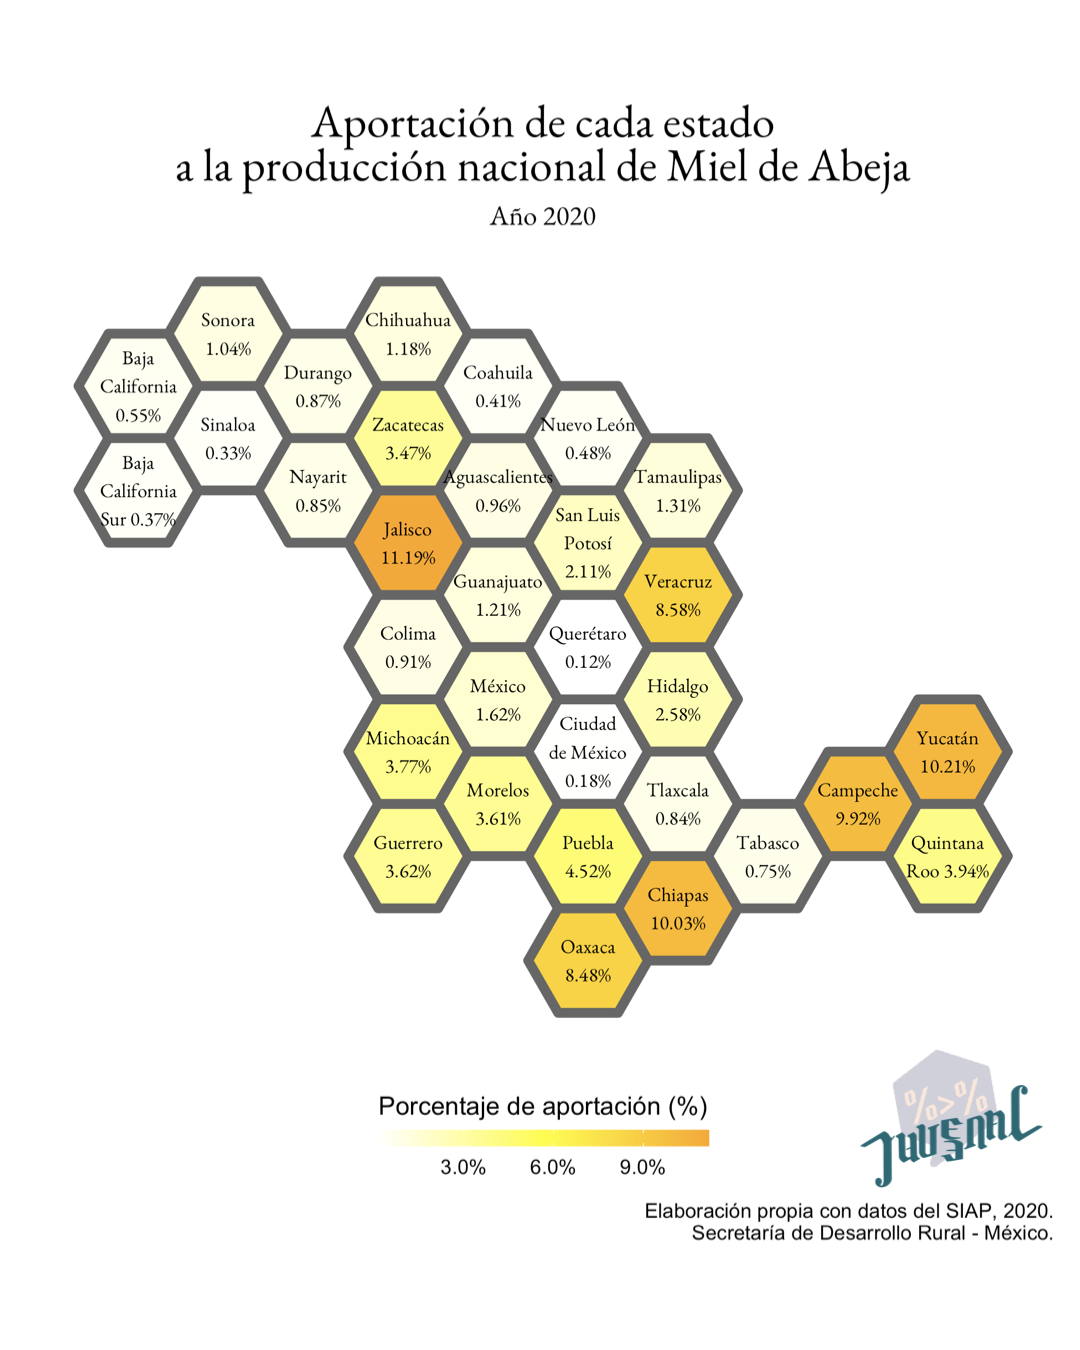 Aportación de cada estado
a la producción nacional de Miel de Abeja
Año 2020
Sonora
1.04%
Chihuahua
1.18%
Baja
California
0.55%
Durango
0.87%
Coahuila
0.41%
Sinaloa
0.33%
Zacatecas
3.47%
Nuevo León
0.48%
Baja
California
Sur 0.37%
Nayarit
0.85%
Aguascalientes
0.96%
Tamaulipas
1.31%
Jalisco
11.19%
San Luis
Potosí
2.11%
Guanajuato
1.21%
Veracruz
8.58%
Colima
0.91%
Querétaro
0.12%
México
1.62%
Hidalgo
2.58%
Michoacán
3.77%
Ciudad
de México
0.18%
Yucatán
10.21%
Morelos
3.61%
Tlaxcala
0.84%
Campeche
9.92%
Guerrero
3.62%
Puebla
4.52%
Tabasco
0.75%
Quintana
Roo 3.94%
Chiapas
10.03%
Oaxaca
8.48%
Porcentaje de aportación (%)
3.0% 6.0% 9.0%
%>%
Elaboración propia con datos del SIAP, 2020.
Secretaría de Desarrollo Rural - México.